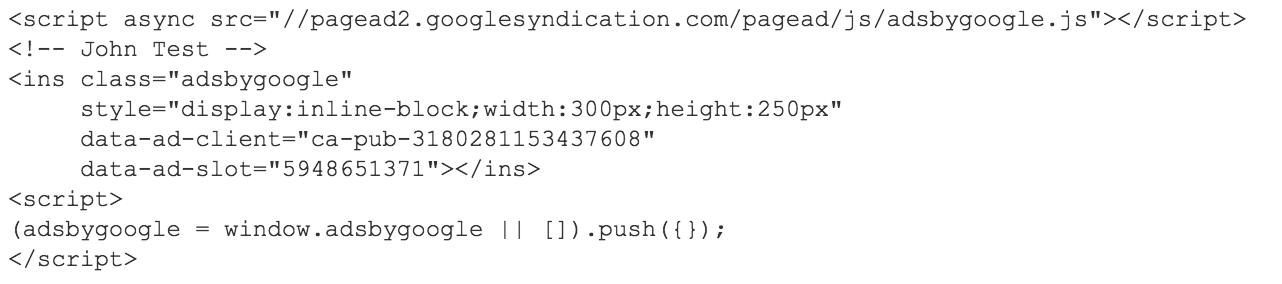 <script async src="//pagead2.googlesyndication.com/pagead/js/adsbygoogle.js"></script>
<!-- John Test -->
<ins class="adsbygoogle"
     style="display:inline-block;width:300px;height:250px"
     data-ad-client="ca-pub-3180281153437608"
     data-ad-slot="5948651371"></ins>
<script>
(adsbygoogle = window.adsbygoogle || []).push({});
</script>